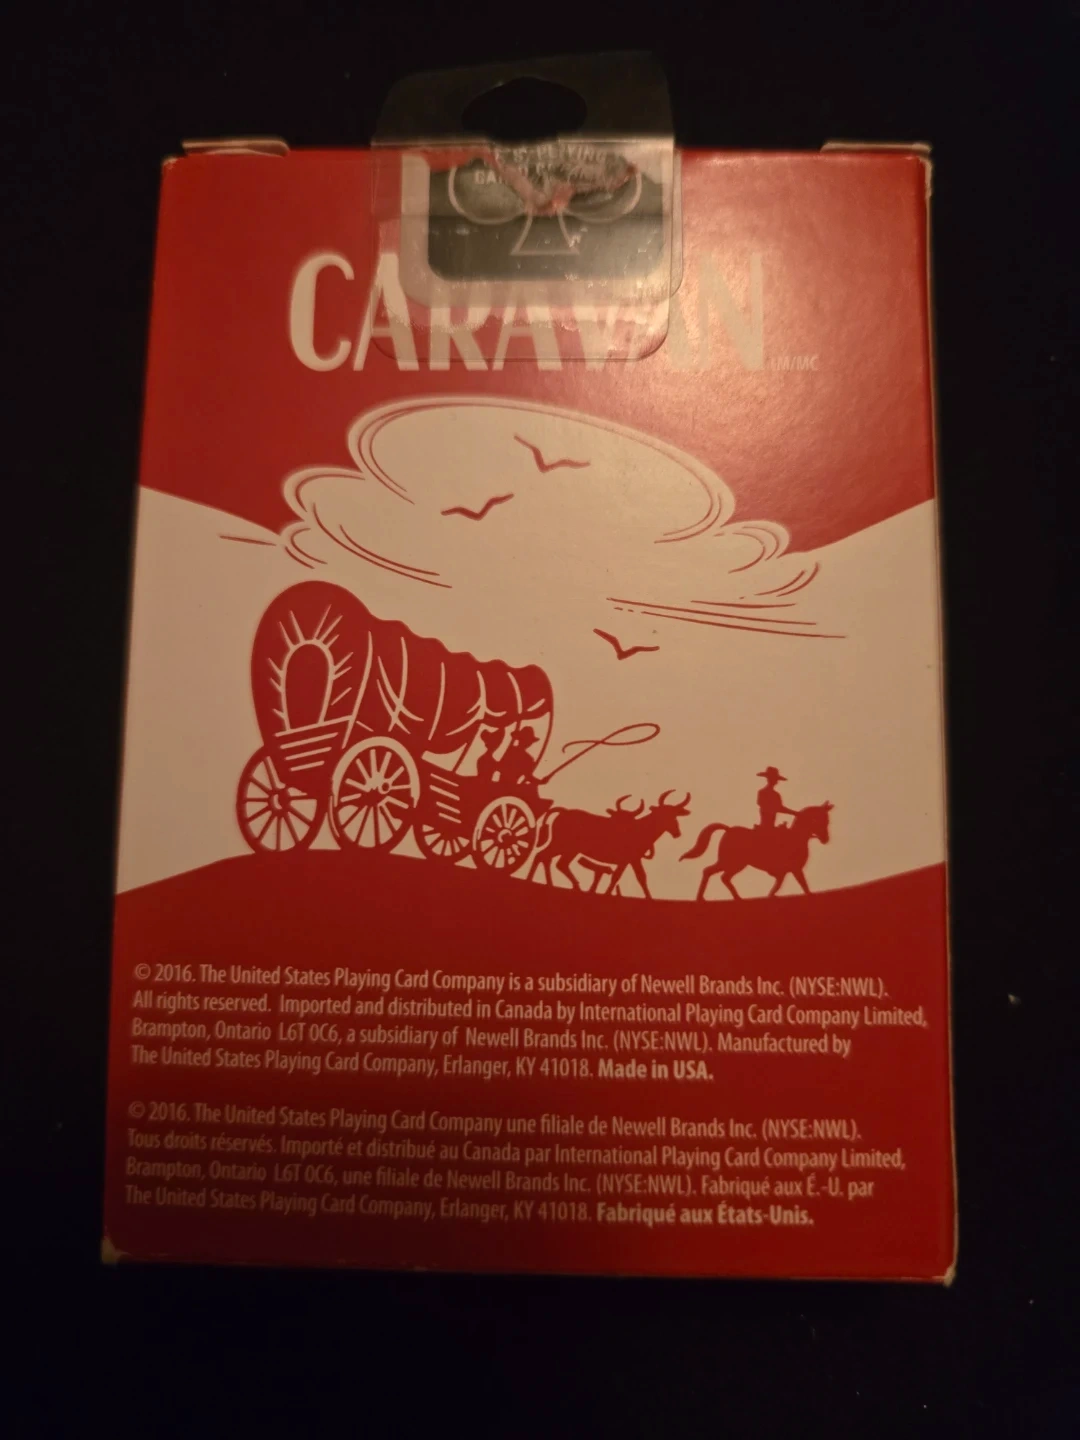 CARAVAN
TM/MC
© 2016. The United States Playing Card Company is a subsidiary of Newell Brands Inc. (NYSE:NWL).
All rights reserved. Imported and distributed in Canada by International Playing Card Company Limited,
Brampton, Ontario L6T 0C6, a subsidiary of Newell Brands Inc. (NYSE:NWL). Manufactured by
The United States Playing Card Company, Erlanger, KY 41018. Made in USA.
© 2016. The United States Playing Card Company une filiale de Newell Brands Inc. (NYSE:NWL).
Tous droits réservés. Importé et distribué au Canada par International Playing Card Company Limited,
Brampton, Ontario L6T 0C6, une filiale de Newell Brands Inc. (NYSE:NWL). Fabriqué aux É.-U. par
The United States Playing Card Company, Erlanger, KY 41018. Fabriqué aux États-Unis.